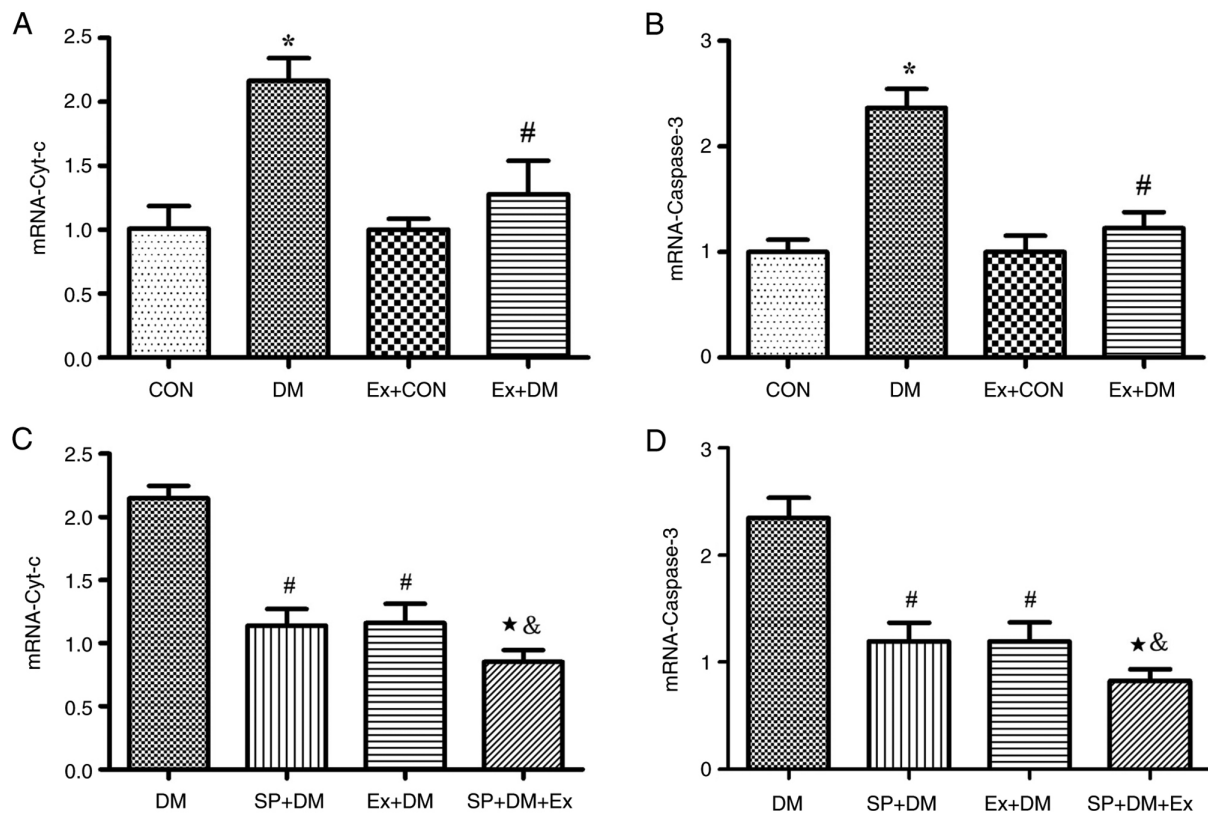 A
mRNA-Cyt-c
2.5
2.0
1.5
1.0
0.5
0.0
*
#
CON DM Ex+CON Ex+DM
B
mRNA-Caspase-3
3
2
1
0
*
#
CON DM Ex+CON Ex+DM
C
mRNA-Cyt-c
2.5
2.0
1.5
1.0
0.5
0.0
# #
★ &
DM SP+DM Ex+DM SP+DM+Ex
D
mRNA-Caspase-3
3
2
1
0
# #
★ &
DM SP+DM Ex+DM SP+DM+Ex